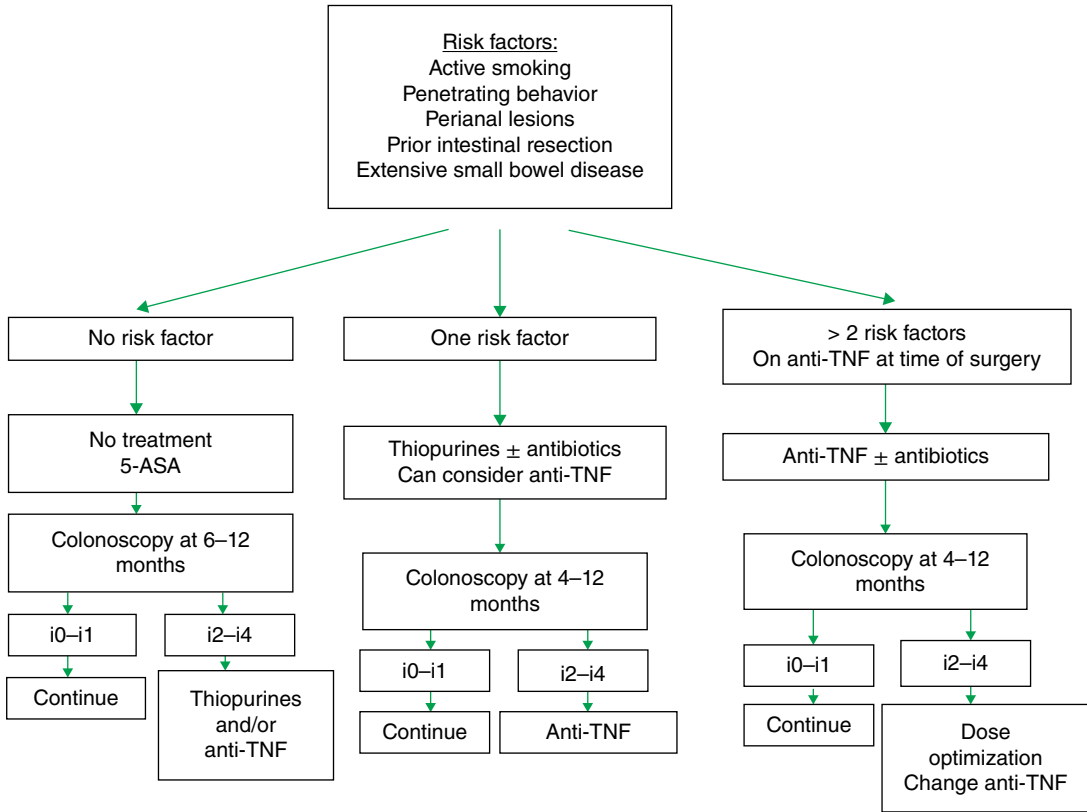 Risk factors:
Active smoking
Penetrating behavior
Perianal lesions
Prior intestinal resection
Extensive small bowel disease
No risk factor
One risk factor
> 2 risk factors
On anti-TNF at time of surgery
No treatment
5-ASA
Thiopurines ± antibiotics
Can consider anti-TNF
Anti-TNF ± antibiotics
Colonoscopy at 6–12
months
Colonoscopy at 4–12
months
Colonoscopy at 4–12
months
i0–i1
i2–i4
i0–i1
i2–i4
i0–i1
i2–i4
Continue
Thiopurines
and/or
anti-TNF
Continue
Anti-TNF
Continue
Dose
optimization
Change anti-TNF